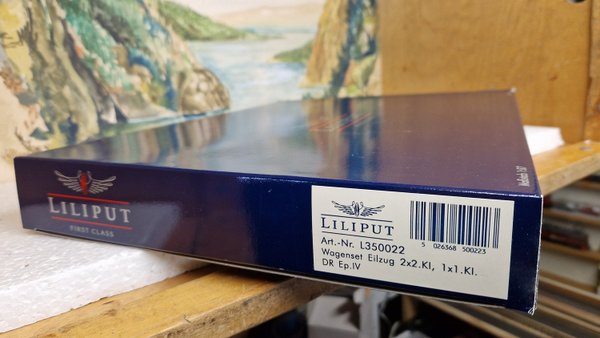 LILIPUT
FIRST CLASS
LILIPUT
Art.-Nr. L350022
Wagenset Eilzug 2x2.Kl, 1x1.Kl.
DR Ep.IV
5 026368 500223